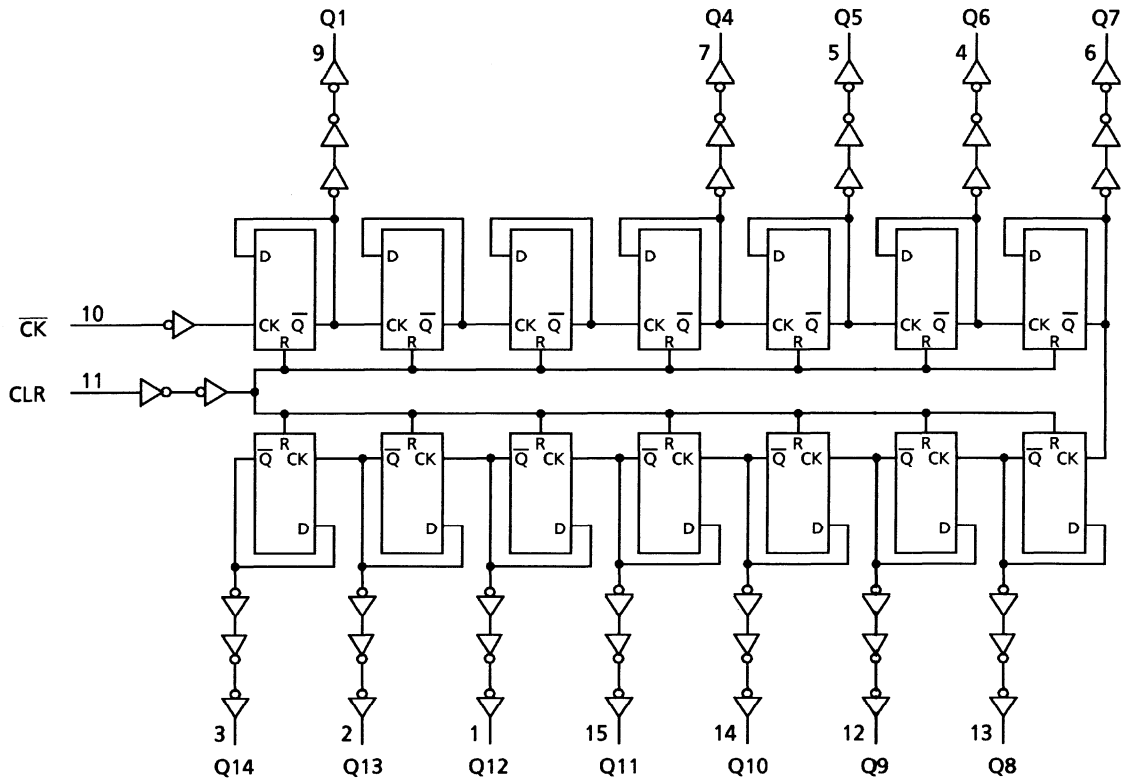 Q1 Q4 Q5 Q6 Q7
9 7 5 4 6
D D D D D D D
C̅K̅ 10 CK Q̅ CK Q̅ CK Q̅ CK Q̅ CK Q̅ CK Q̅ CK Q̅
R R R R R R R
CLR 11
R R R R R R R
Q̅ CK Q̅ CK Q̅ CK Q̅ CK Q̅ CK Q̅ CK Q̅ CK
D D D D D D D
3 2 1 15 14 12 13
Q14 Q13 Q12 Q11 Q10 Q9 Q8